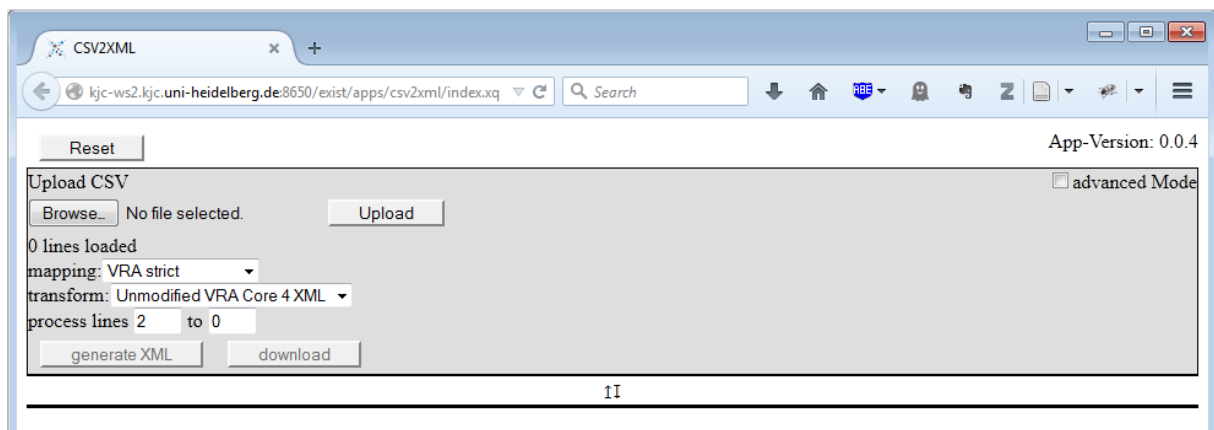 CSV2XML
kjc-ws2.kjc.uni-heidelberg.de:8650/exist/apps/csv2xml/index.xq Search ABE Z
Reset App-Version: 0.0.4
Upload CSV advanced Mode
Browse... No file selected. Upload
0 lines loaded
mapping: VRA strict
transform: Unmodified VRA Core 4 XML
process lines 2 to 0
generate XML download